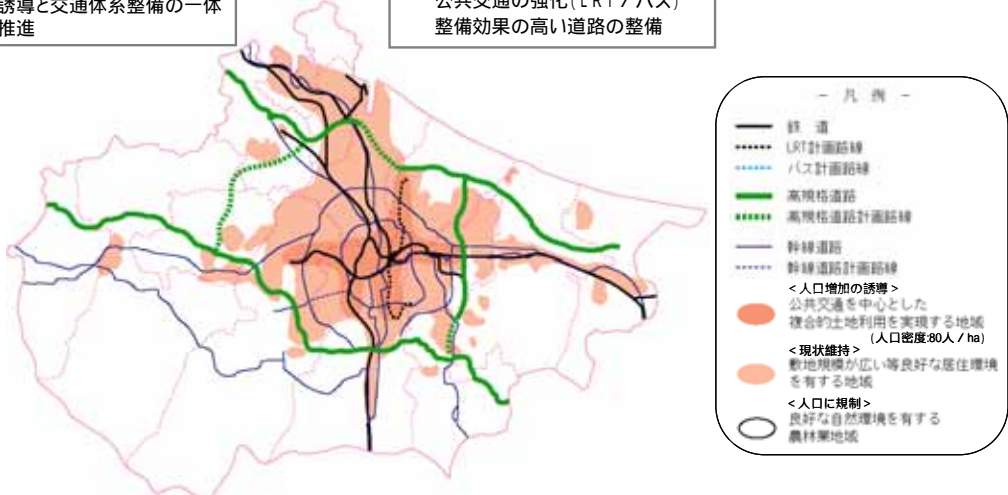 誘導と交通体系整備の一体
推進
公共交通の強化(LRT/バス)
整備効果の高い道路の整備
- 凡 例 -
鉄 道
LRT計画路線
バス計画路線
高規格道路
高規格道路計画路線
幹線道路
幹線道路計画路線
<人口増加の誘導>
公共交通を中心とした
複合的土地利用を実現する地域
(人口密度:80人/ha)
<現状維持>
敷地規模が広い等良好な居住環境
を有する地域
<人口に規制>
良好な自然環境を有する
農林業地域